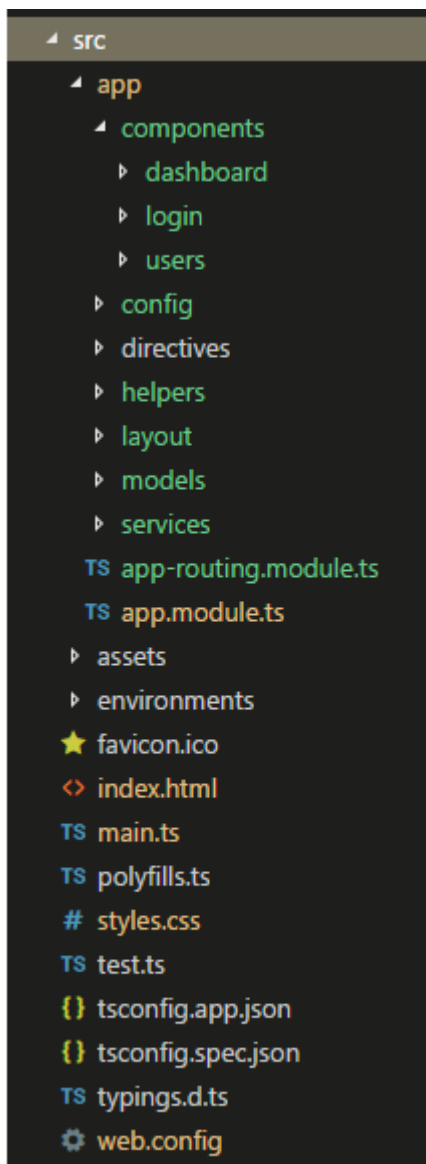 src
app
components
dashboard
login
users
config
directives
helpers
layout
models
services
TS app-routing.module.ts
TS app.module.ts
assets
environments
favicon.ico
<> index.html
TS main.ts
TS polyfills.ts
# styles.css
TS test.ts
{} tsconfig.app.json
{} tsconfig.spec.json
TS typings.d.ts
web.config